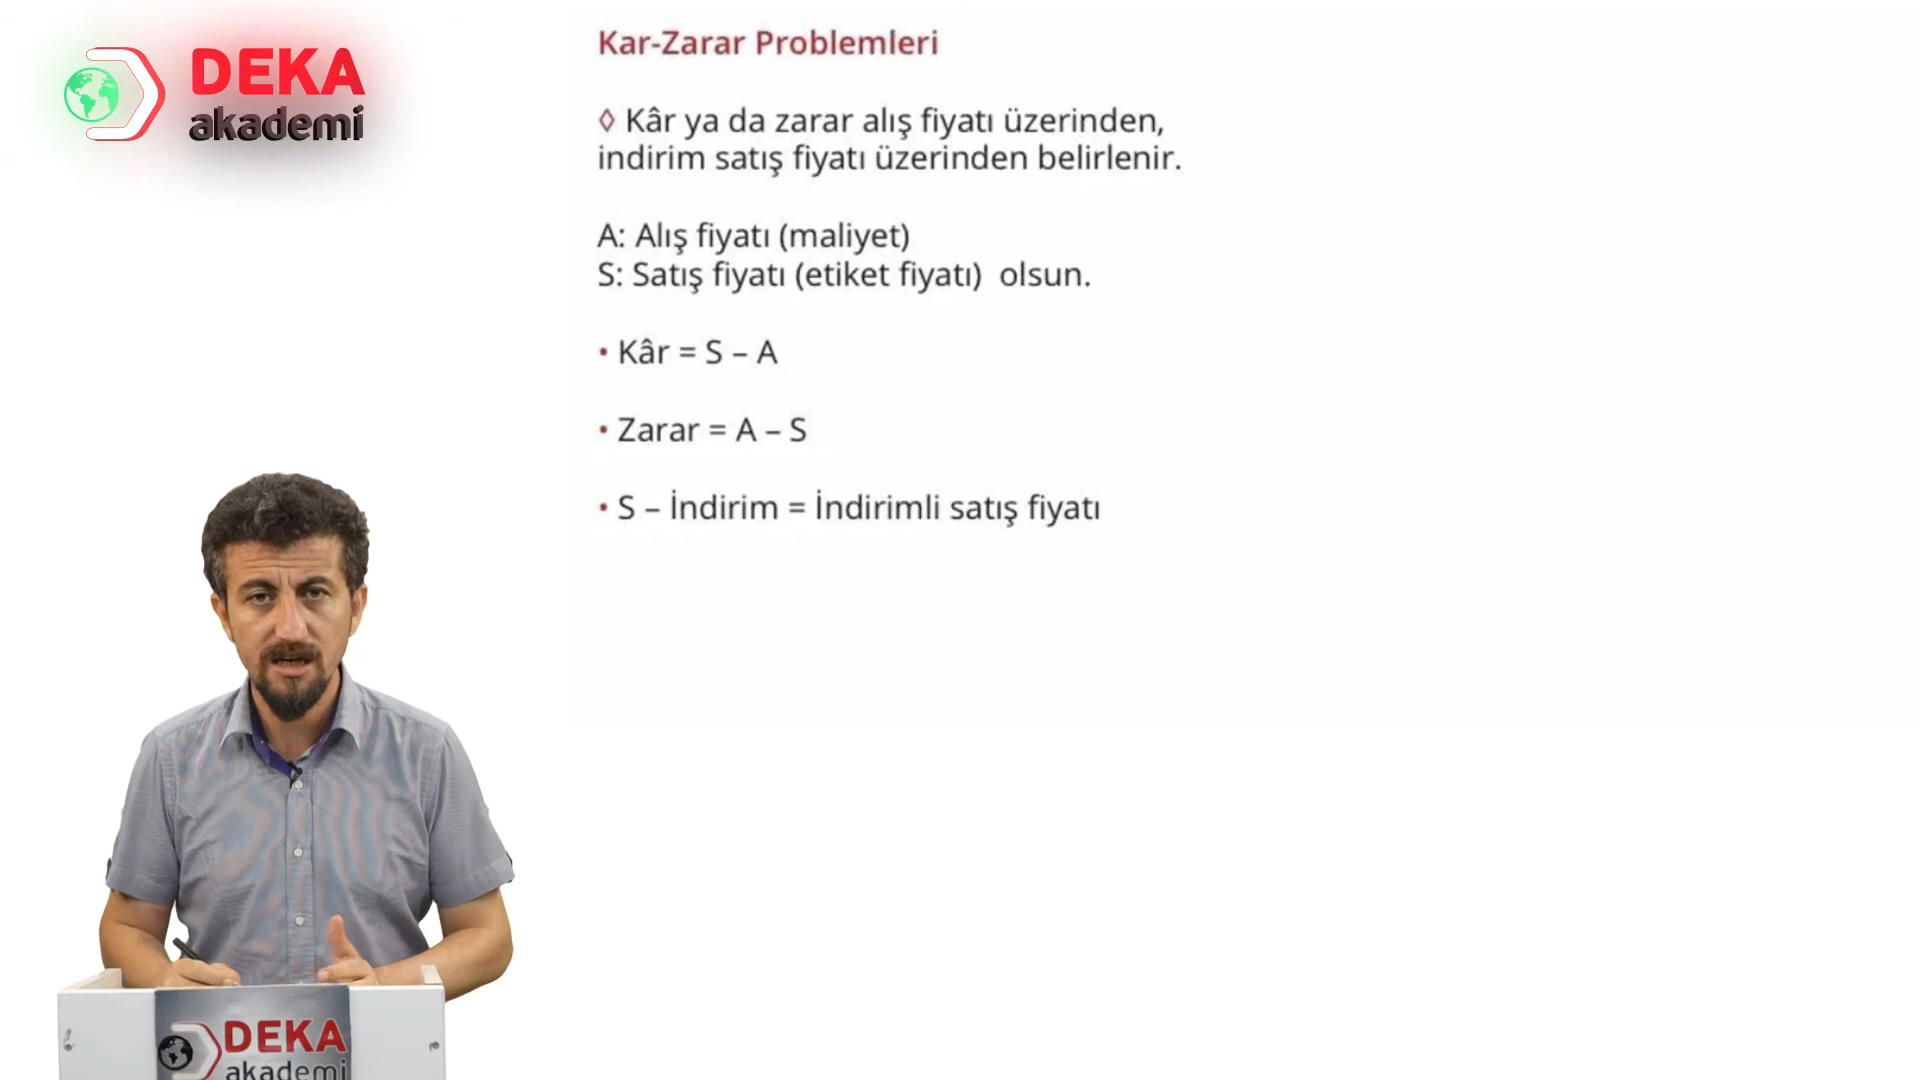 DEKA
akademi
Kar-Zarar Problemleri
◊ Kâr ya da zarar alış fiyatı üzerinden,
indirim satış fiyatı üzerinden belirlenir.
A: Alış fiyatı (maliyet)
S: Satış fiyatı (etiket fiyatı) olsun.
• Kâr = S – A
• Zarar = A – S
• S – İndirim = İndirimli satış fiyatı
DEKA
akademi